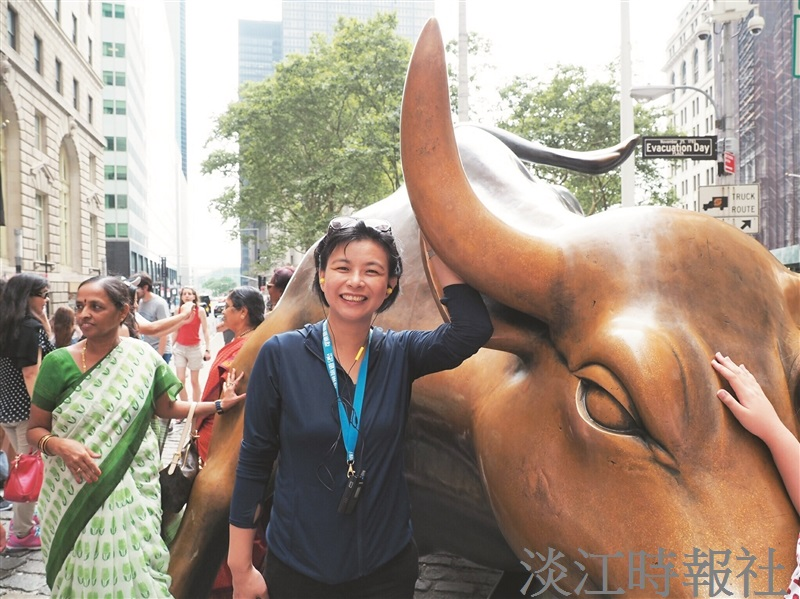 Evacuation Day
TRUCK
ROUTE
淡江時報社